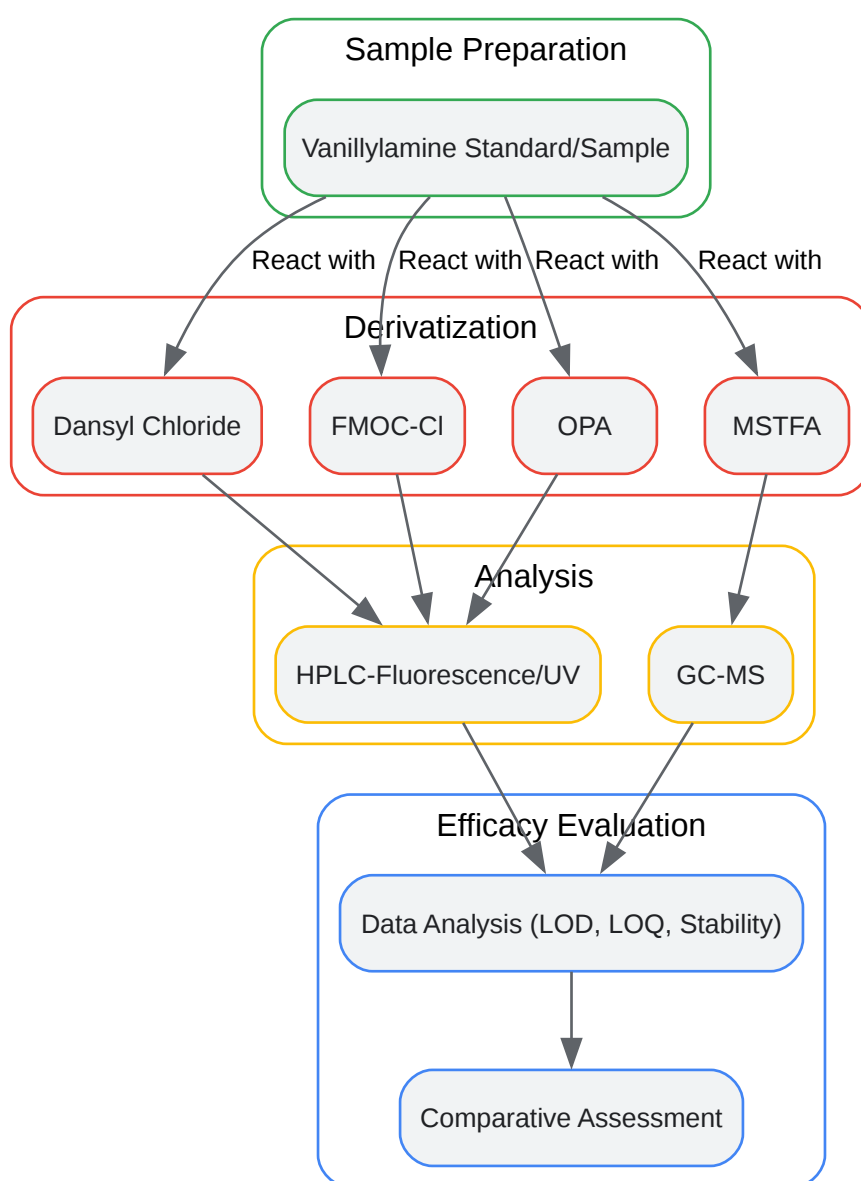 Sample Preparation
Vanillylamine Standard/Sample
React with React with React with React with
Derivatization
Dansyl Chloride FMOC-Cl OPA MSTFA
Analysis
HPLC-Fluorescence/UV GC-MS
Efficacy Evaluation
Data Analysis (LOD, LOQ, Stability)
Comparative Assessment